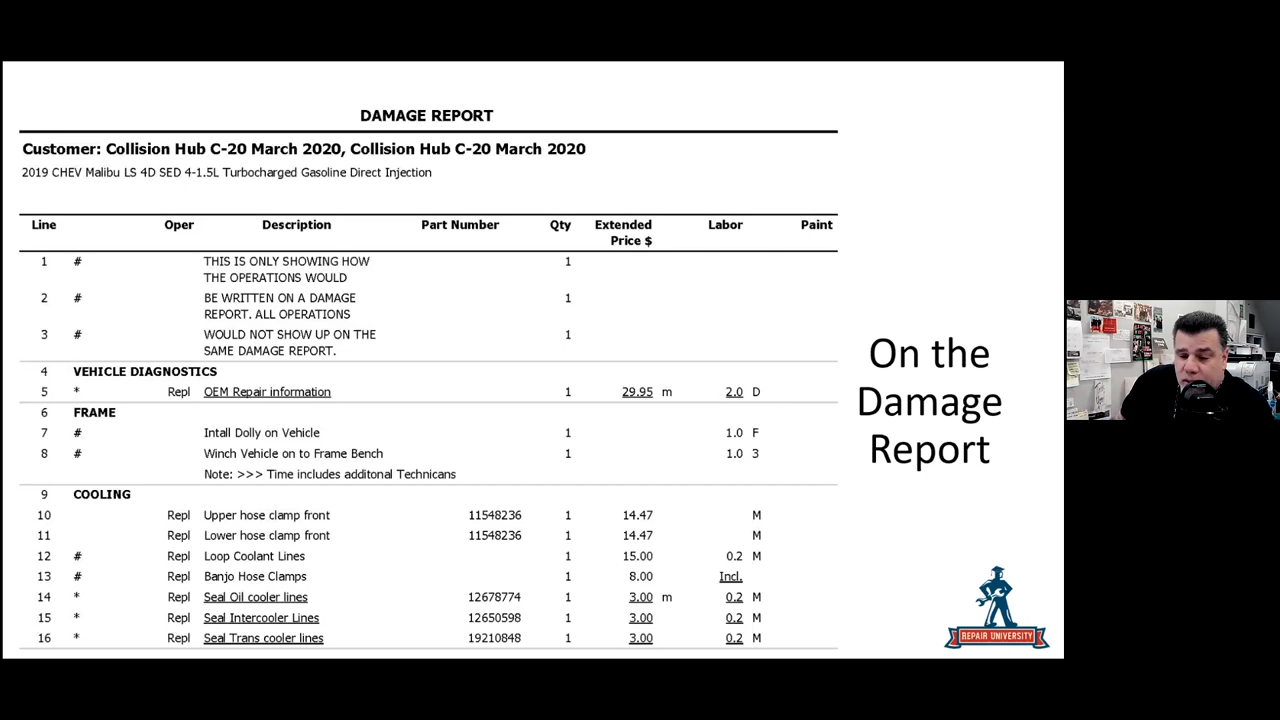 DAMAGE REPORT
Customer: Collision Hub C-20 March 2020, Collision Hub C-20 March 2020
2019 CHEV Malibu LS 4D SED 4-1.5L Turbocharged Gasoline Direct Injection
Line Oper Description Part Number Qty Extended Price $ Labor Paint
1 # THIS IS ONLY SHOWING HOW 1
THE OPERATIONS WOULD
2 # BE WRITTEN ON A DAMAGE 1
REPORT. ALL OPERATIONS
3 # WOULD NOT SHOW UP ON THE 1
SAME DAMAGE REPORT.
4 VEHICLE DIAGNOSTICS
5 * Repl OEM Repair information 1 29.95 m 2.0 D
6 FRAME
7 # Intall Dolly on Vehicle 1 1.0 F
8 # Winch Vehicle on to Frame Bench 1 1.0 3
Note: >>> Time includes additonal Technicans
9 COOLING
10 Repl Upper hose clamp front 11548236 1 14.47 M
11 Repl Lower hose clamp front 11548236 1 14.47 M
12 # Repl Loop Coolant Lines 1 15.00 0.2 M
13 # Repl Banjo Hose Clamps 1 8.00 Incl.
14 * Repl Seal Oil cooler lines 12678774 1 3.00 m 0.2 M
15 * Repl Seal Intercooler Lines 12650598 1 3.00 0.2 M
16 * Repl Seal Trans cooler lines 19210848 1 3.00 0.2 M
On the
Damage
Report
REPAIR UNIVERSITY